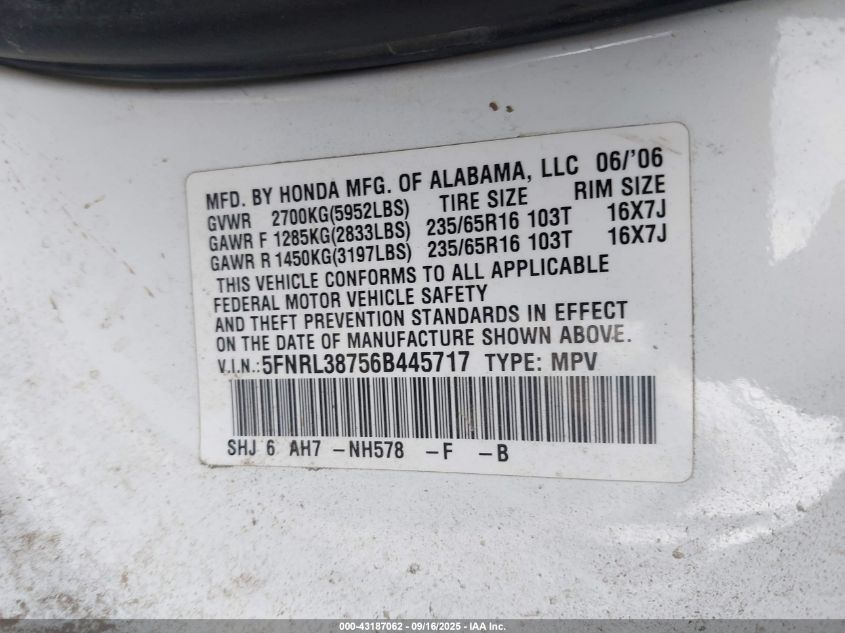 MFD. BY HONDA MFG. OF ALABAMA, LLC 06/'06
GVWR 2700KG(5952LBS) TIRE SIZE RIM SIZE
GAWR F 1285KG(2833LBS) 235/65R16 103T 16X7J
GAWR R 1450KG(3197LBS) 235/65R16 103T 16X7J
THIS VEHICLE CONFORMS TO ALL APPLICABLE
FEDERAL MOTOR VEHICLE SAFETY
AND THEFT PREVENTION STANDARDS IN EFFECT
ON THE DATE OF MANUFACTURE SHOWN ABOVE.
V.I.N.:5FNRL38756B445717 TYPE: MPV
SHJ 6 AH7 -NH578 -F -B
000-43187062 - 09/16/2025 - IAA Inc.